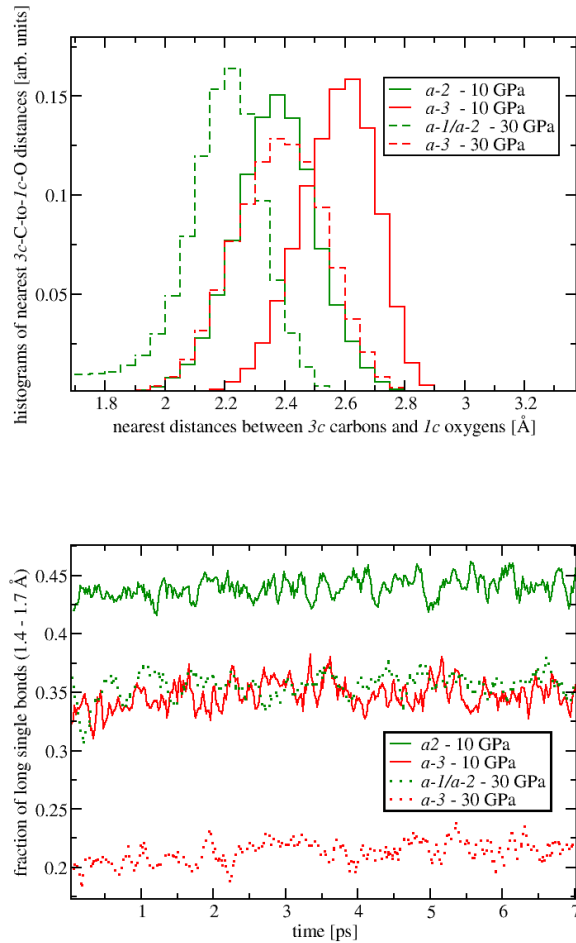 histograms of nearest 3c-C-to-1c-O distances [arb. units]
0.15
0.1
0.05
a-2 - 10 GPa
a-3 - 10 GPa
a-1/a-2 - 30 GPa
a-3 - 30 GPa
1.8 2 2.2 2.4 2.6 2.8 3 3.2
nearest distances between 3c carbons and 1c oxygens [Å]
fraction of long single bonds (1.4 - 1.7 Å)
0.45
0.4
0.35
0.3
0.25
0.2
a2 - 10 GPa
a-3 - 10 GPa
a-1/a-2 - 30 GPa
a-3 - 30 GPa
1 2 3 4 5 6 7
time [ps]